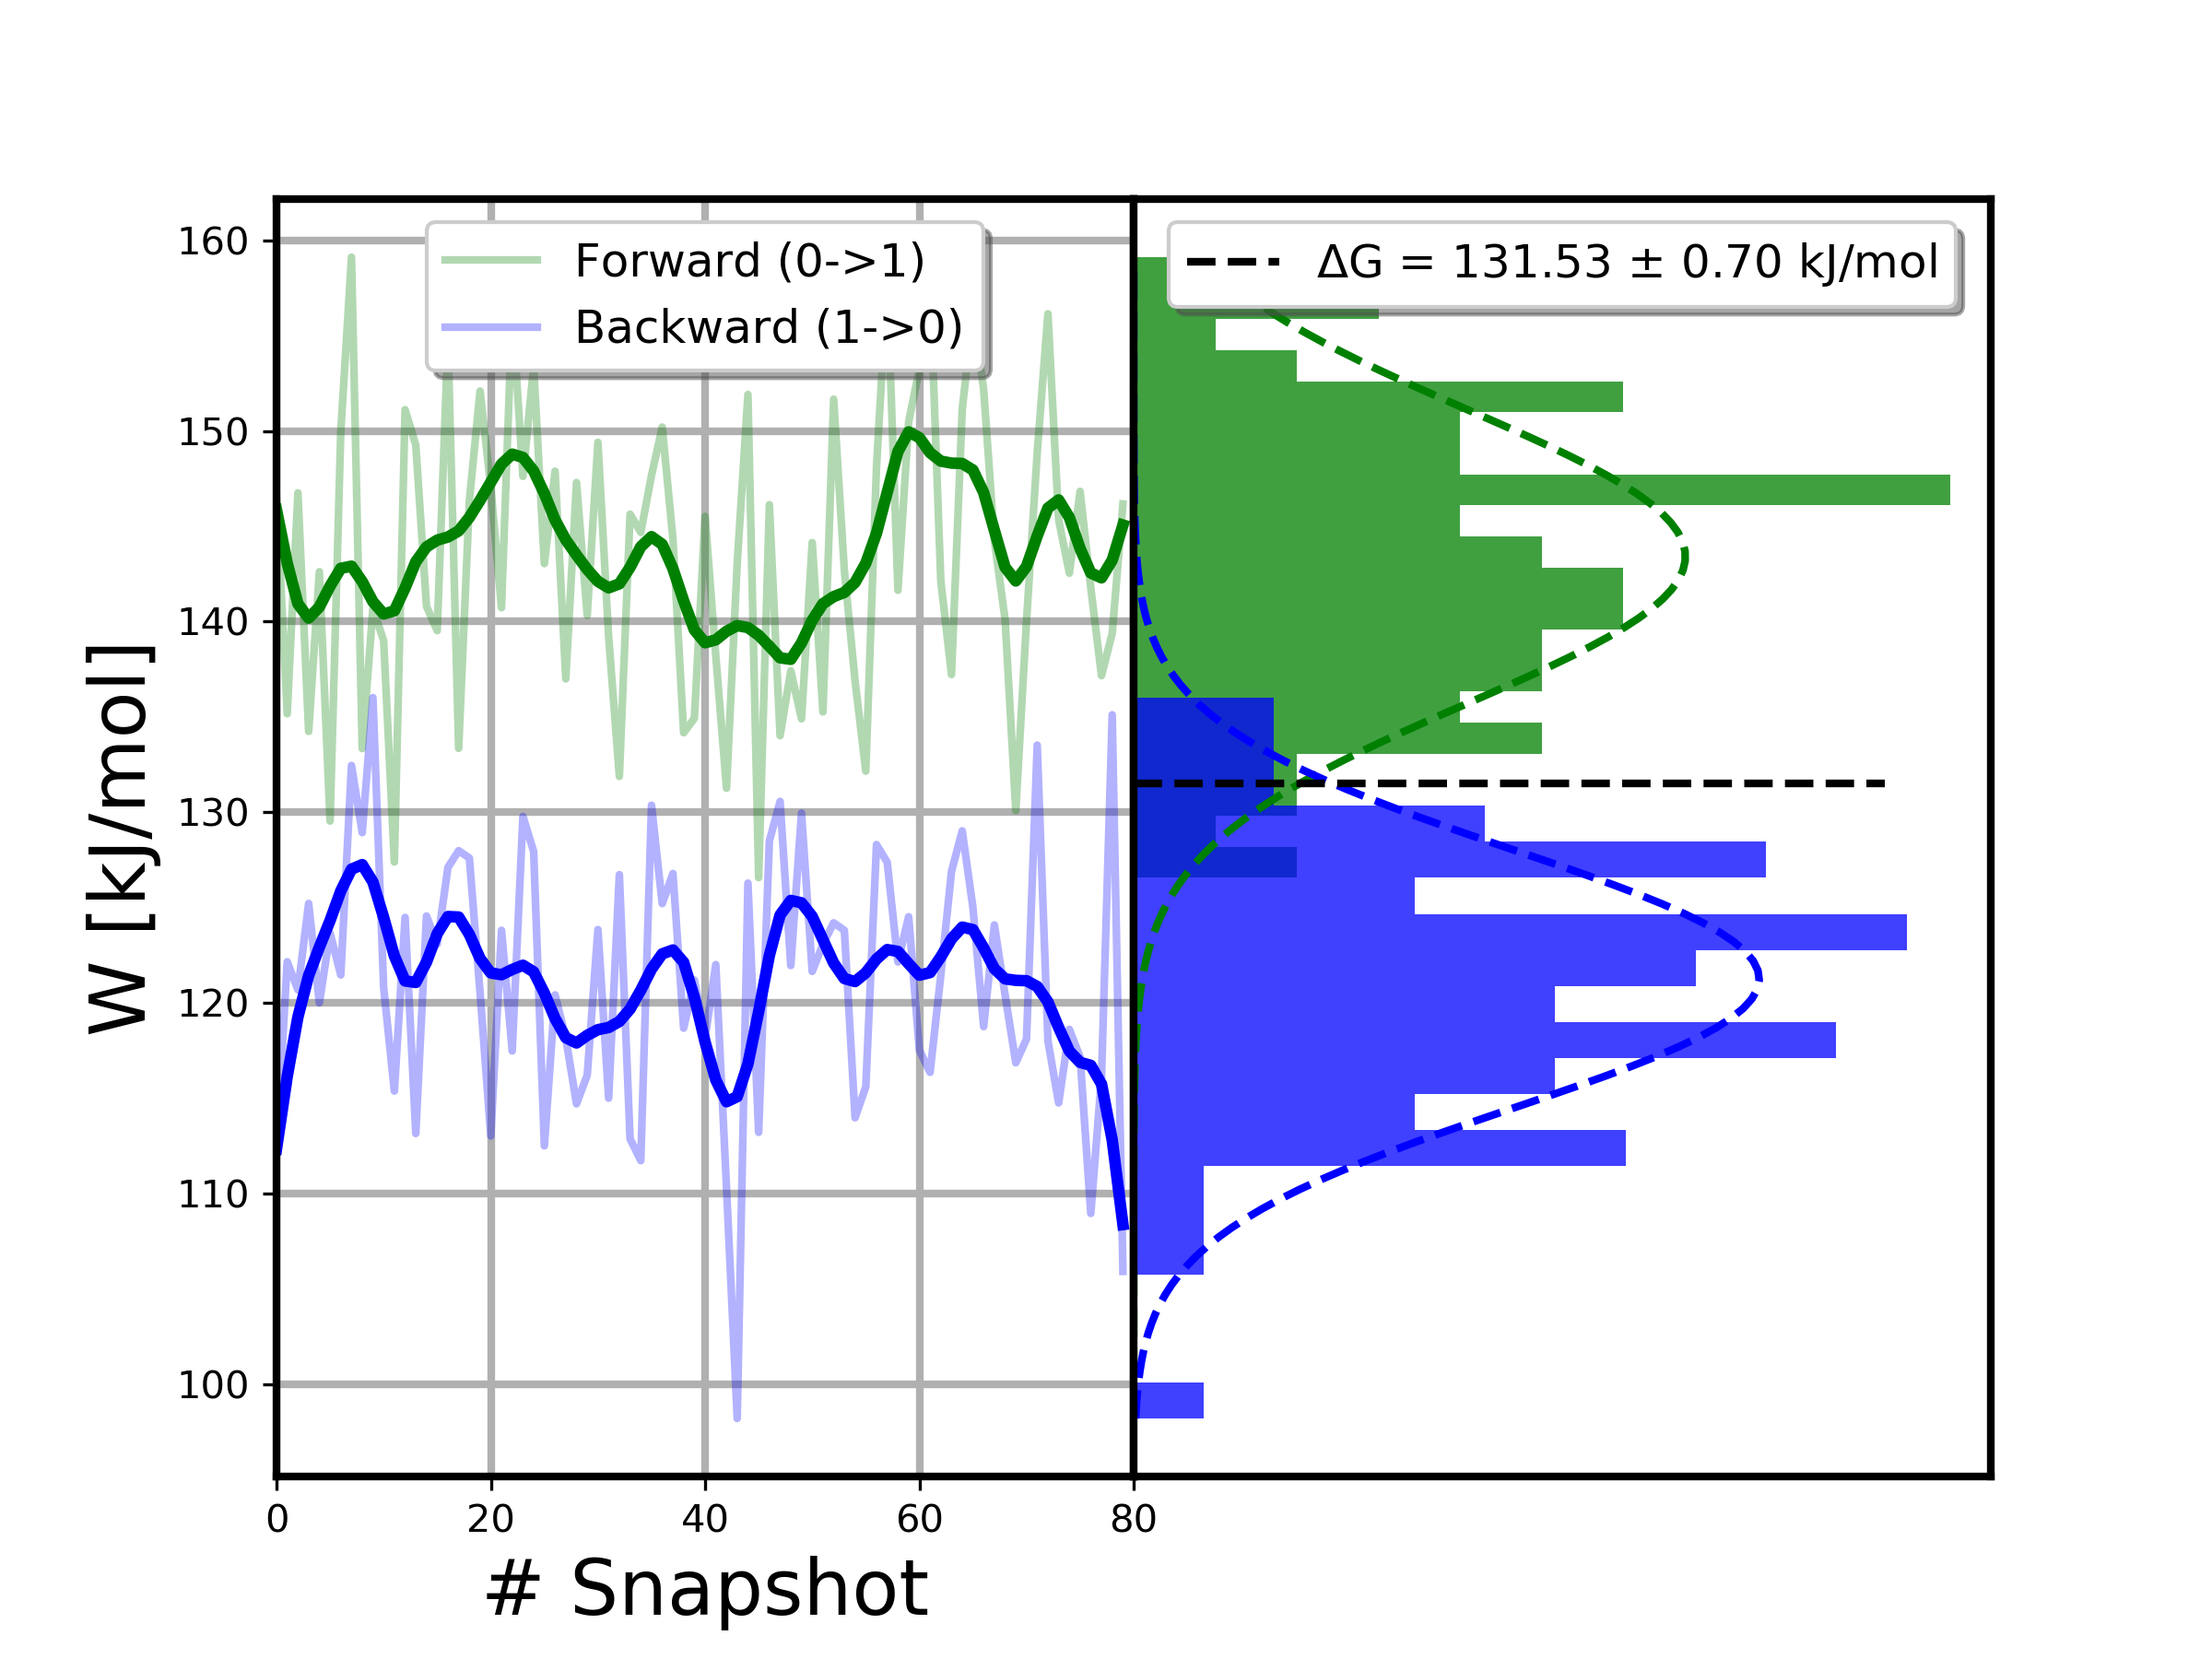 Forward (0->1)
Backward (1->0)
ΔG = 131.53 ± 0.70 kJ/mol
W [kJ/mol]
160
150
140
130
120
110
100
0 20 40 60 80
# Snapshot